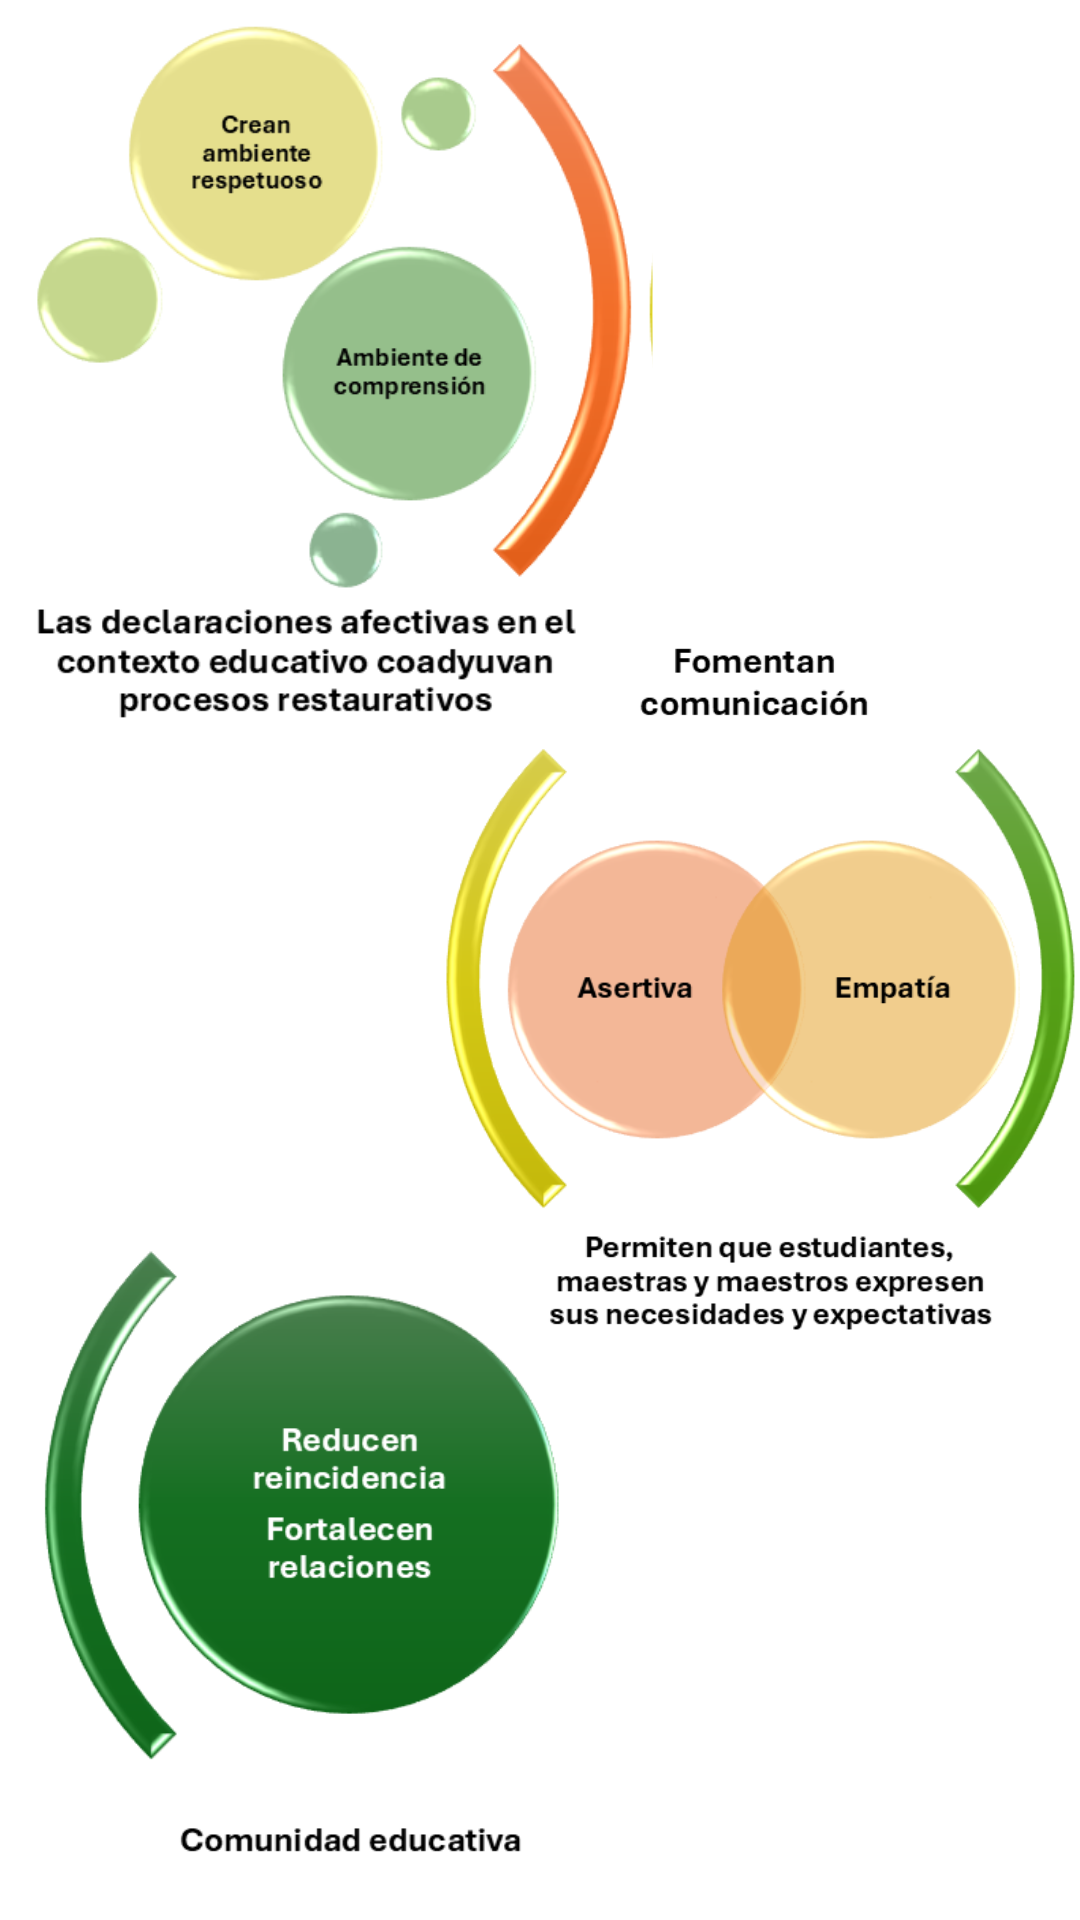 Crean
ambiente
respetuoso
Ambiente de
comprensión
Las declaraciones afectivas en el
contexto educativo coadyuvan
procesos restaurativos
Fomentan
comunicación
Asertiva
Empatía
Permiten que estudiantes,
maestras y maestros expresen
sus necesidades y expectativas
Reducen
reincidencia
Fortalecen
relaciones
Comunidad educativa